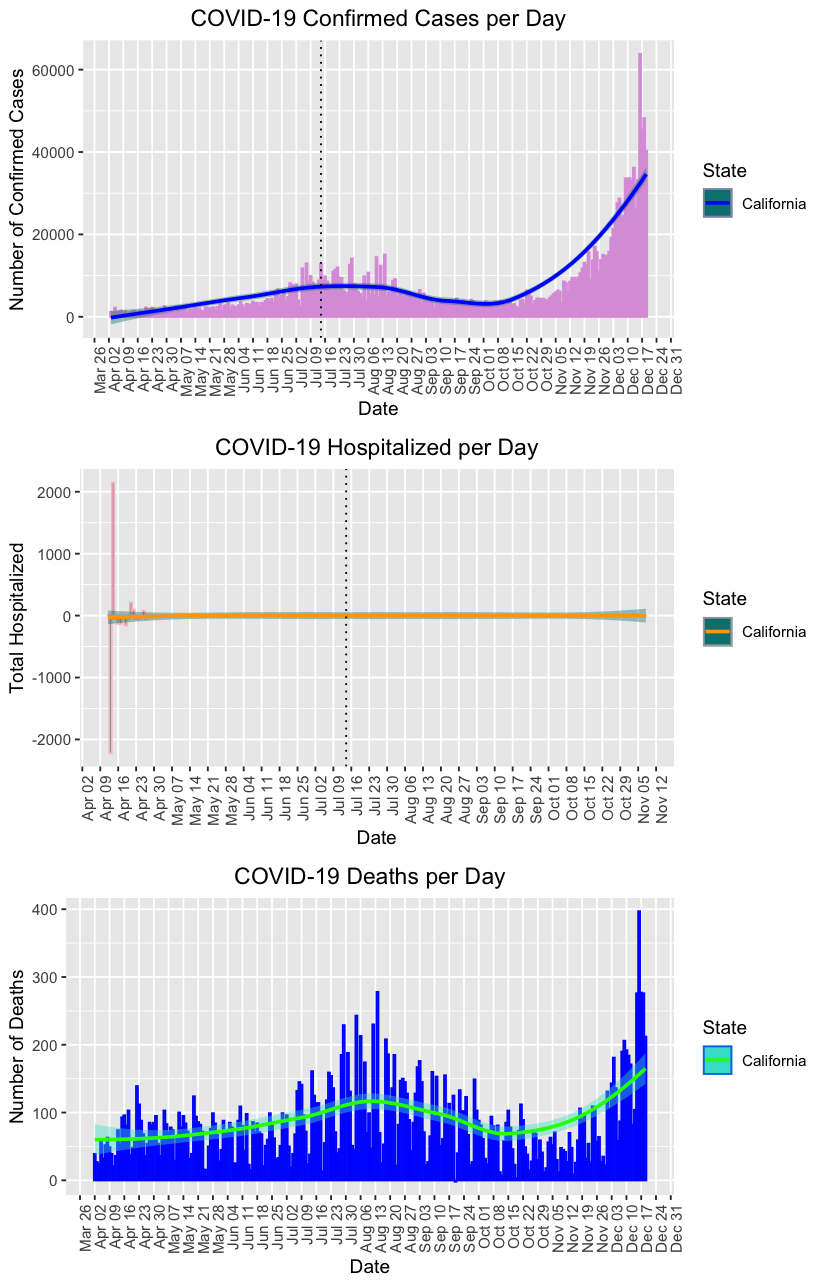 COVID-19 Confirmed Cases per Day
Number of Confirmed Cases
60000
40000
20000
0
State
California
Mar 26
Apr 02
Apr 09
Apr 16
Apr 23
Apr 30
May 07
May 14
May 21
May 28
Jun 04
Jun 11
Jun 18
Jun 25
Jul 02
Jul 09
Jul 16
Jul 23
Jul 30
Aug 06
Aug 13
Aug 20
Aug 27
Sep 03
Sep 10
Sep 17
Sep 24
Oct 01
Oct 08
Oct 15
Oct 22
Oct 29
Nov 05
Nov 12
Nov 19
Nov 26
Dec 03
Dec 10
Dec 17
Dec 24
Dec 31
Date
COVID-19 Hospitalized per Day
Total Hospitalized
2000
1000
0
-1000
-2000
State
California
Apr 02
Apr 09
Apr 16
Apr 23
Apr 30
May 07
May 14
May 21
May 28
Jun 04
Jun 11
Jun 18
Jun 25
Jul 02
Jul 09
Jul 16
Jul 23
Jul 30
Aug 06
Aug 13
Aug 20
Aug 27
Sep 03
Sep 10
Sep 17
Sep 24
Oct 01
Oct 08
Oct 15
Oct 22
Oct 29
Nov 05
Nov 12
Date
COVID-19 Deaths per Day
Number of Deaths
400
300
200
100
0
State
California
Mar 26
Apr 02
Apr 09
Apr 16
Apr 23
Apr 30
May 07
May 14
May 21
May 28
Jun 04
Jun 11
Jun 18
Jun 25
Jul 02
Jul 09
Jul 16
Jul 23
Jul 30
Aug 06
Aug 13
Aug 20
Aug 27
Sep 03
Sep 10
Sep 17
Sep 24
Oct 01
Oct 08
Oct 15
Oct 22
Oct 29
Nov 05
Nov 12
Nov 19
Nov 26
Dec 03
Dec 10
Dec 17
Dec 24
Dec 31
Date